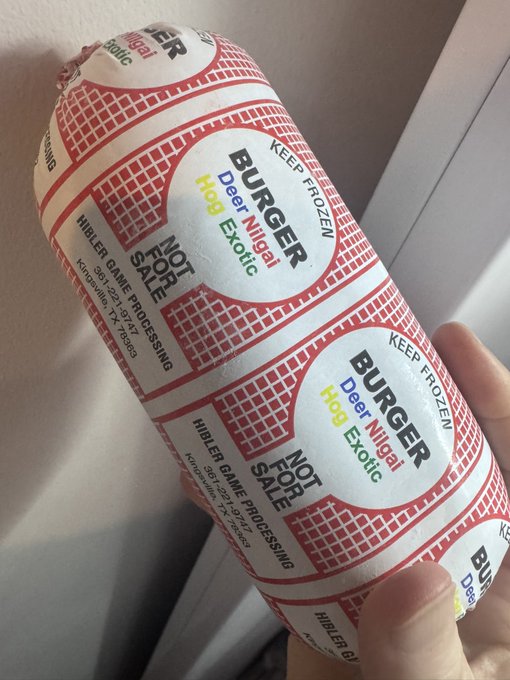 BURGER
Nilgai
Exotic
KEEP FROZEN
BURGER
Deer Nilgai
Hog Exotic
NOT
FOR
SALE
HIBLER GAME PROCESSING
361-221-9747
Kingsville, TX 78363
KEEP FROZEN
BURGER
Deer Nilgai
Hog Exotic
NOT
FOR
SALE
HIBLER GAME PROCESSING
361-221-9747
Kingsville, TX 78363